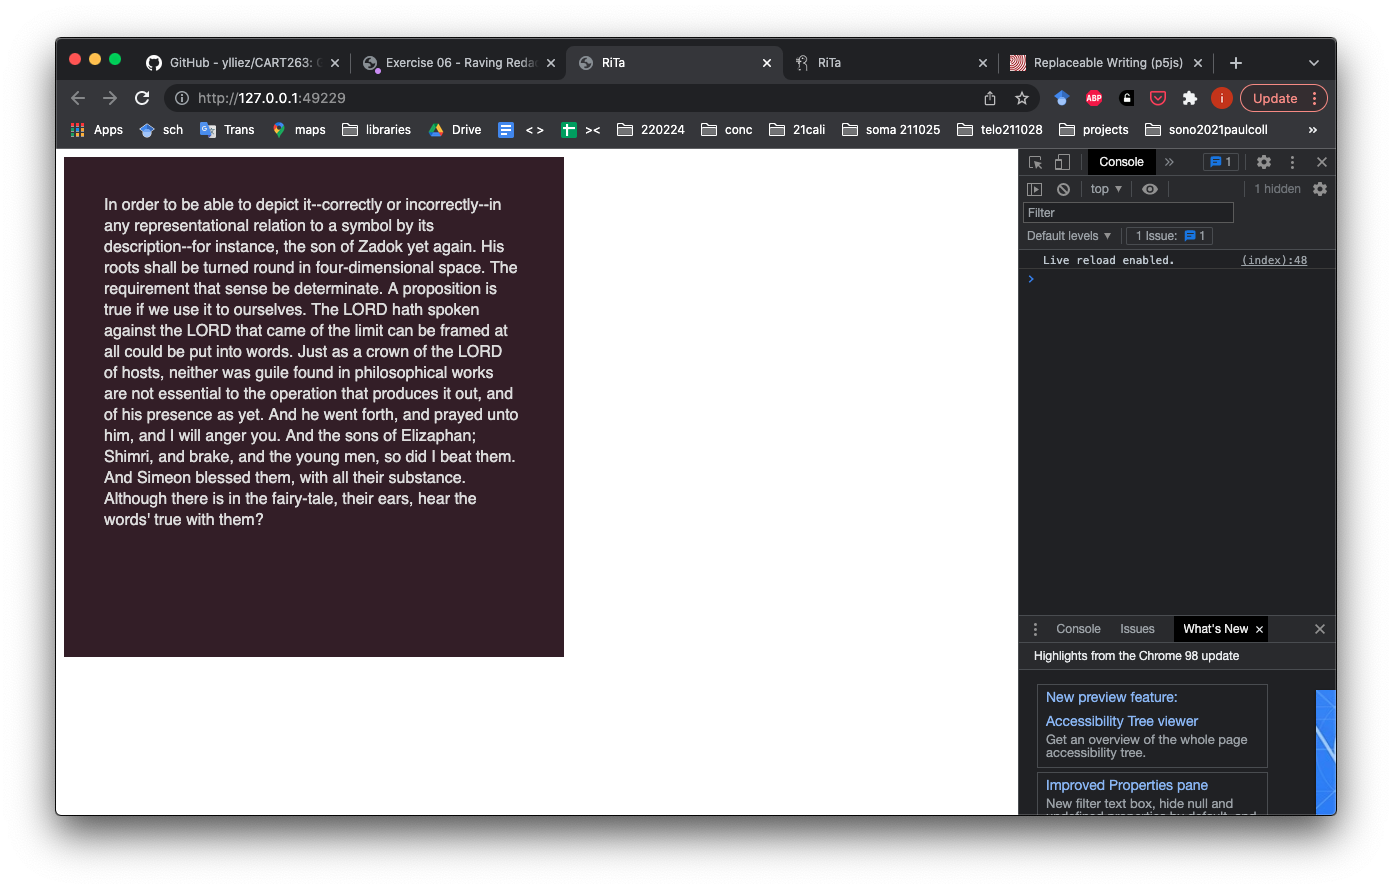 GitHub - ylliez/CART263:
Exercise 06 - Raving Redac
RiTa
RiTa
Replaceable Writing (p5js)
http://127.0.0.1:49229
ABP
i
Update
Apps
sch
Trans
maps
libraries
Drive
< >
><
220224
conc
21cali
soma 211025
telo211028
projects
sono2021paulcoll
»
In order to be able to depict it--correctly or incorrectly--in
any representational relation to a symbol by its
description--for instance, the son of Zadok yet again. His
roots shall be turned round in four-dimensional space. The
requirement that sense be determinate. A proposition is
true if we use it to ourselves. The LORD hath spoken
against the LORD that came of the limit can be framed at
all could be put into words. Just as a crown of the LORD
of hosts, neither was guile found in philosophical works
are not essential to the operation that produces it out, and
of his presence as yet. And he went forth, and prayed unto
him, and I will anger you. And the sons of Elizaphan;
Shimri, and brake, and the young men, so did I beat them.
And Simeon blessed them, with all their substance.
Although there is in the fairy-tale, their ears, hear the
words' true with them?
Console
»
1
top
1 hidden
Filter
Default levels
1 Issue: 1
Live reload enabled. (index):48
Console
Issues
What's New
Highlights from the Chrome 98 update
New preview feature:
Accessibility Tree viewer
Get an overview of the whole page
accessibility tree.
Improved Properties pane
New filter text box, hide null and
undefined properties by default, and